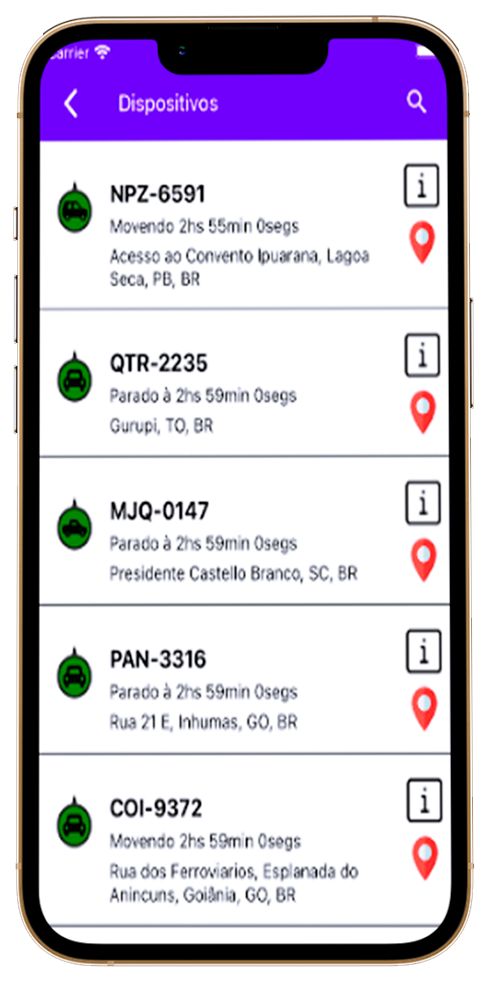 arrier
Dispositivos
i
NPZ-6591
Movendo 2hs 55min 0segs
Acesso ao Convento Ipuarana, Lagoa
Seca, PB, BR
i
QTR-2235
Parado à 2hs 59min 0segs
Gurupi, TO, BR
i
MJQ-0147
Parado à 2hs 59min 0segs
Presidente Castello Branco, SC, BR
i
PAN-3316
Parado à 2hs 59min 0segs
Rua 21 E, Inhumas, GO, BR
i
COI-9372
Movendo 2hs 59min 0segs
Rua dos Ferroviarios, Esplanada do
Anincuns, Goiânia, GO, BR